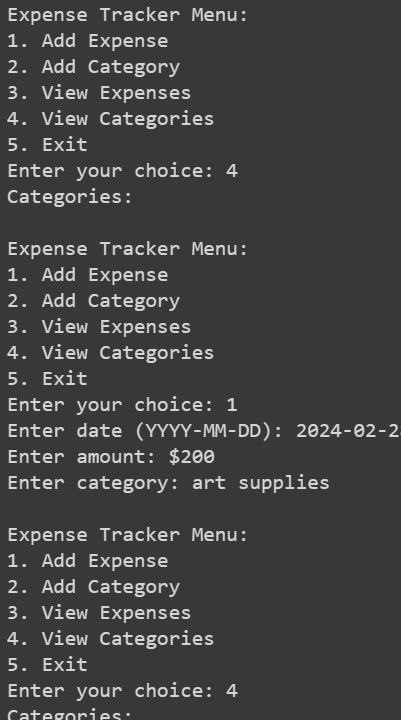 Expense Tracker Menu:
1. Add Expense
2. Add Category
3. View Expenses
4. View Categories
5. Exit
Enter your choice: 4
Categories:
Expense Tracker Menu:
1. Add Expense
2. Add Category
3. View Expenses
4. View Categories
5. Exit
Enter your choice: 1
Enter date (YYYY-MM-DD): 2024-02-2
Enter amount: $200
Enter category: art supplies
Expense Tracker Menu:
1. Add Expense
2. Add Category
3. View Expenses
4. View Categories
5. Exit
Enter your choice: 4
Categories: